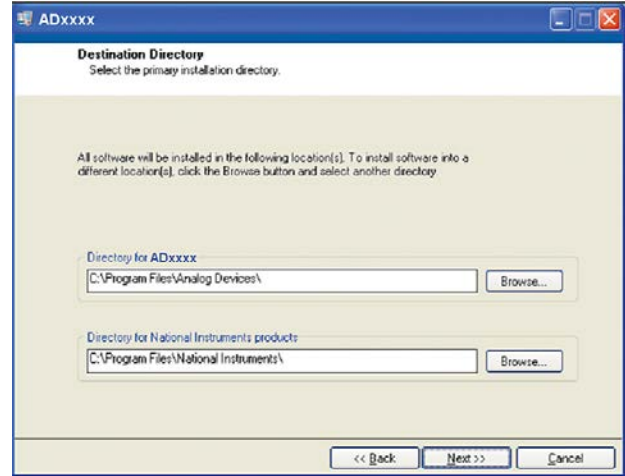 ADxxxx
Destination Directory
Select the primary installation directory.
All software will be installed in the following location(s). To install software into a
different location(s), click the Browse button and select another directory
Directory for ADxxxx
C:\Program Files\Analog Devices\
Browse...
Directory for National Instruments products
C:\Program Files\National Instruments\
Browse...
<< Back
Next >>
Cancel